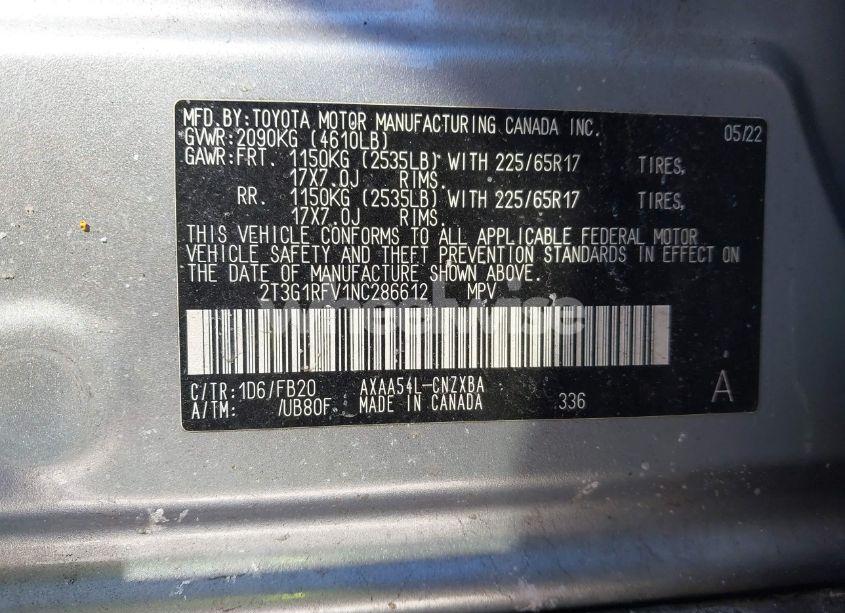 MFD.BY:TOYOTA MOTOR MANUFACTURING CANADA INC. 05/22
GVWR:2090KG (4610LB)
GAWR:FRT. 1150KG (2535LB) WITH 225/65R17 TIRES,
17X7.0J RIMS.
RR. 1150KG (2535LB) WITH 225/65R17 TIRES,
17X7.0J RIMS.
THIS VEHICLE CONFORMS TO ALL APPLICABLE FEDERAL MOTOR
VEHICLE SAFETY AND THEFT PREVENTION STANDARDS IN EFFECT ON
THE DATE OF MANUFACTURE SHOWN ABOVE.
2T3G1RFV1NC286612 MPV
wheelwise
C/TR:1D6/FB20 AXAA54L-CNZXBA A
A/TM: /UB80F MADE IN CANADA 336